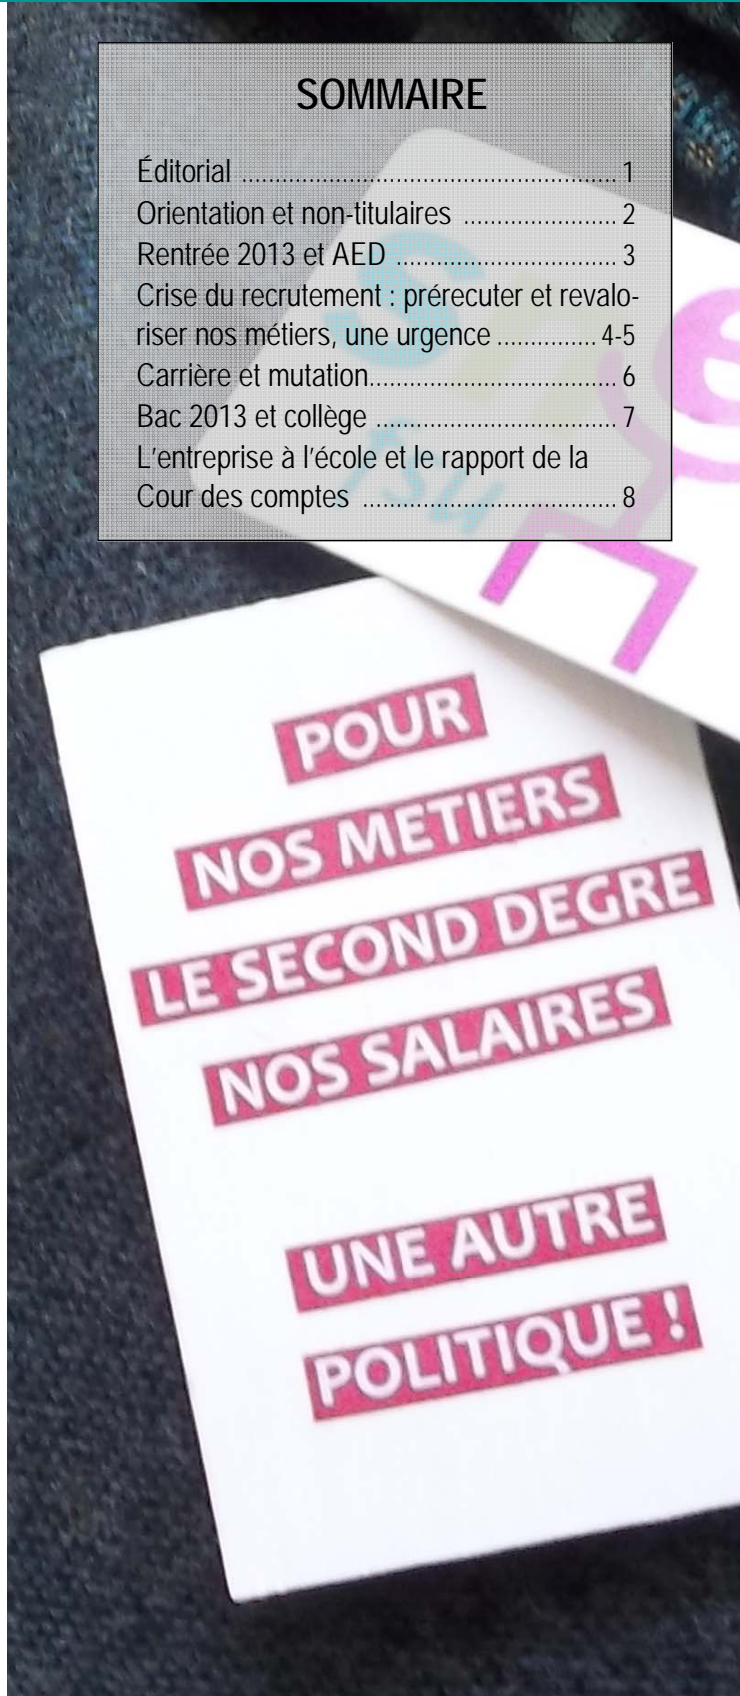 SOMMAIRE
Éditorial ........................................................ 1
Orientation et non-titulaires ....................... 2
Rentrée 2013 et AED ................................. 3
Crise du recrutement : prérecuter et revalo-
riser nos métiers, une urgence ............... 4-5
Carrière et mutation..................................... 6
Bac 2013 et collège .................................... 7
L'entreprise à l'école et le rapport de la
Cour des comptes ...................................... 8
POUR
NOS METIERS
LE SECOND DEGRE
NOS SALAIRES
UNE AUTRE
POLITIQUE !